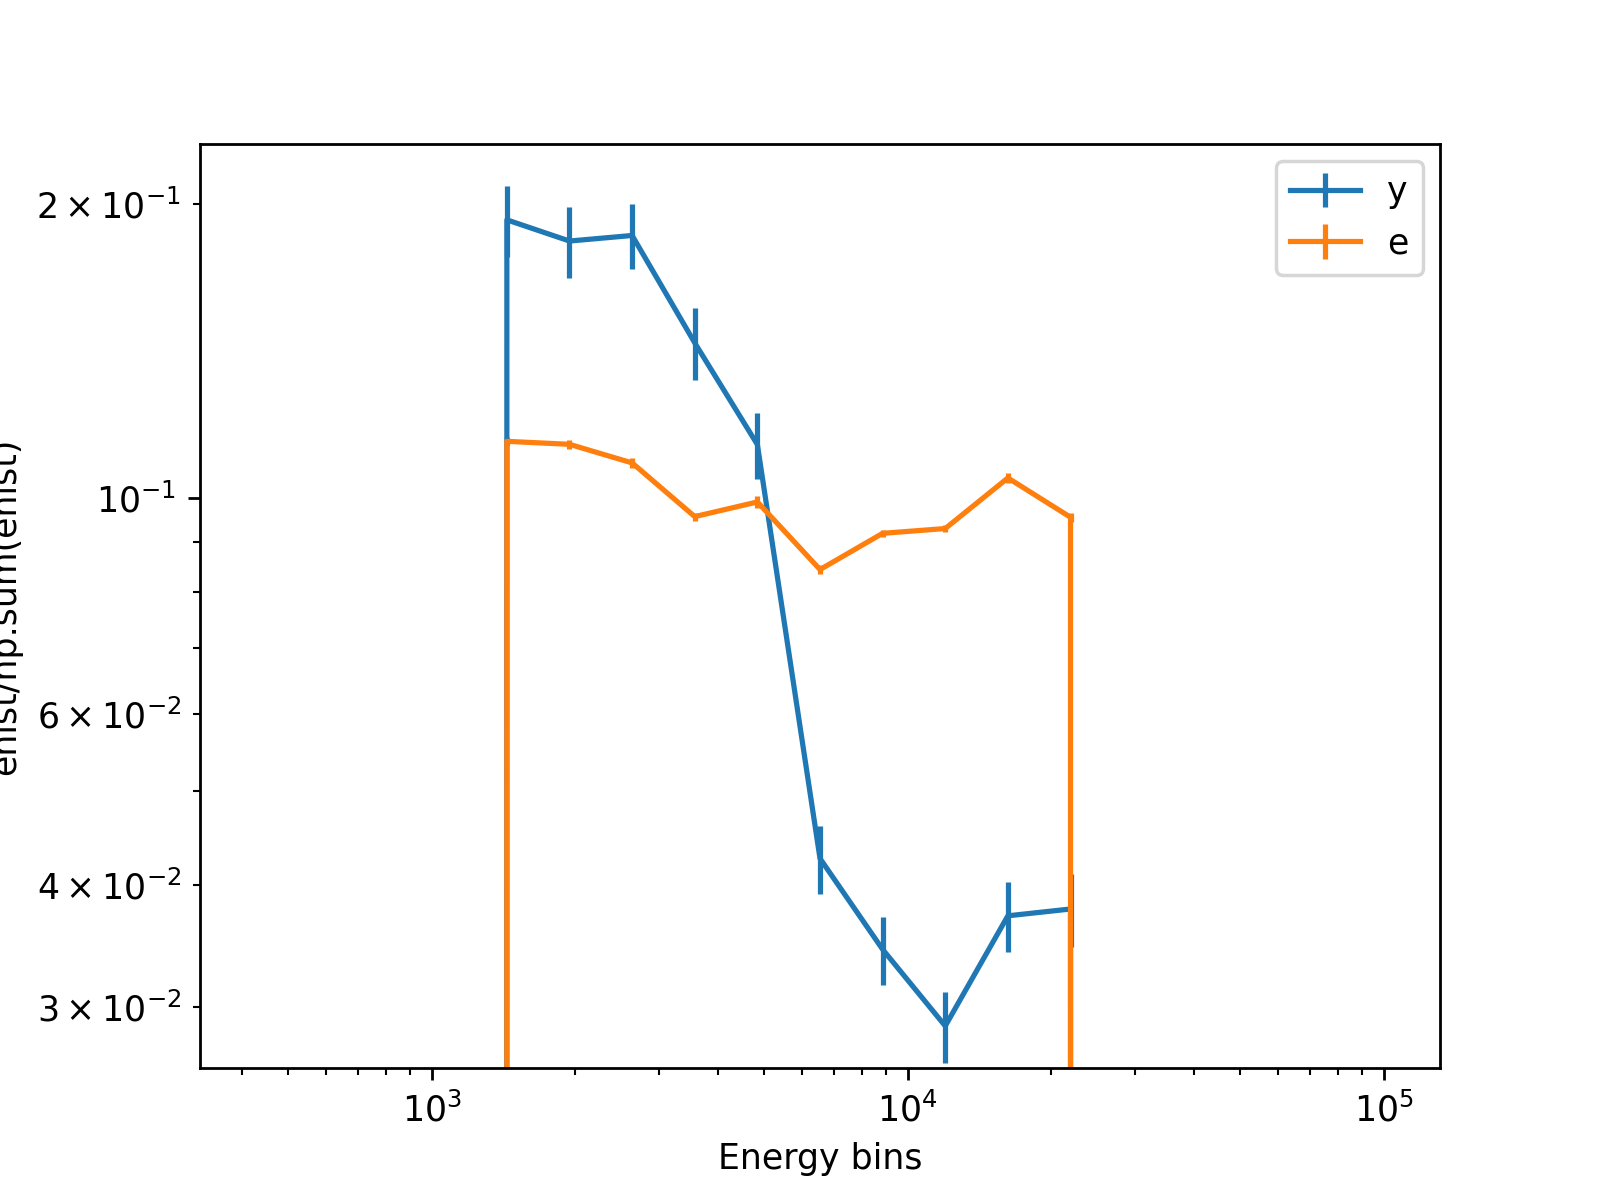 y
e
2 × 10⁻¹
10⁻¹
6 × 10⁻²
4 × 10⁻²
3 × 10⁻²
10³ 10⁴ 10⁵
Energy bins